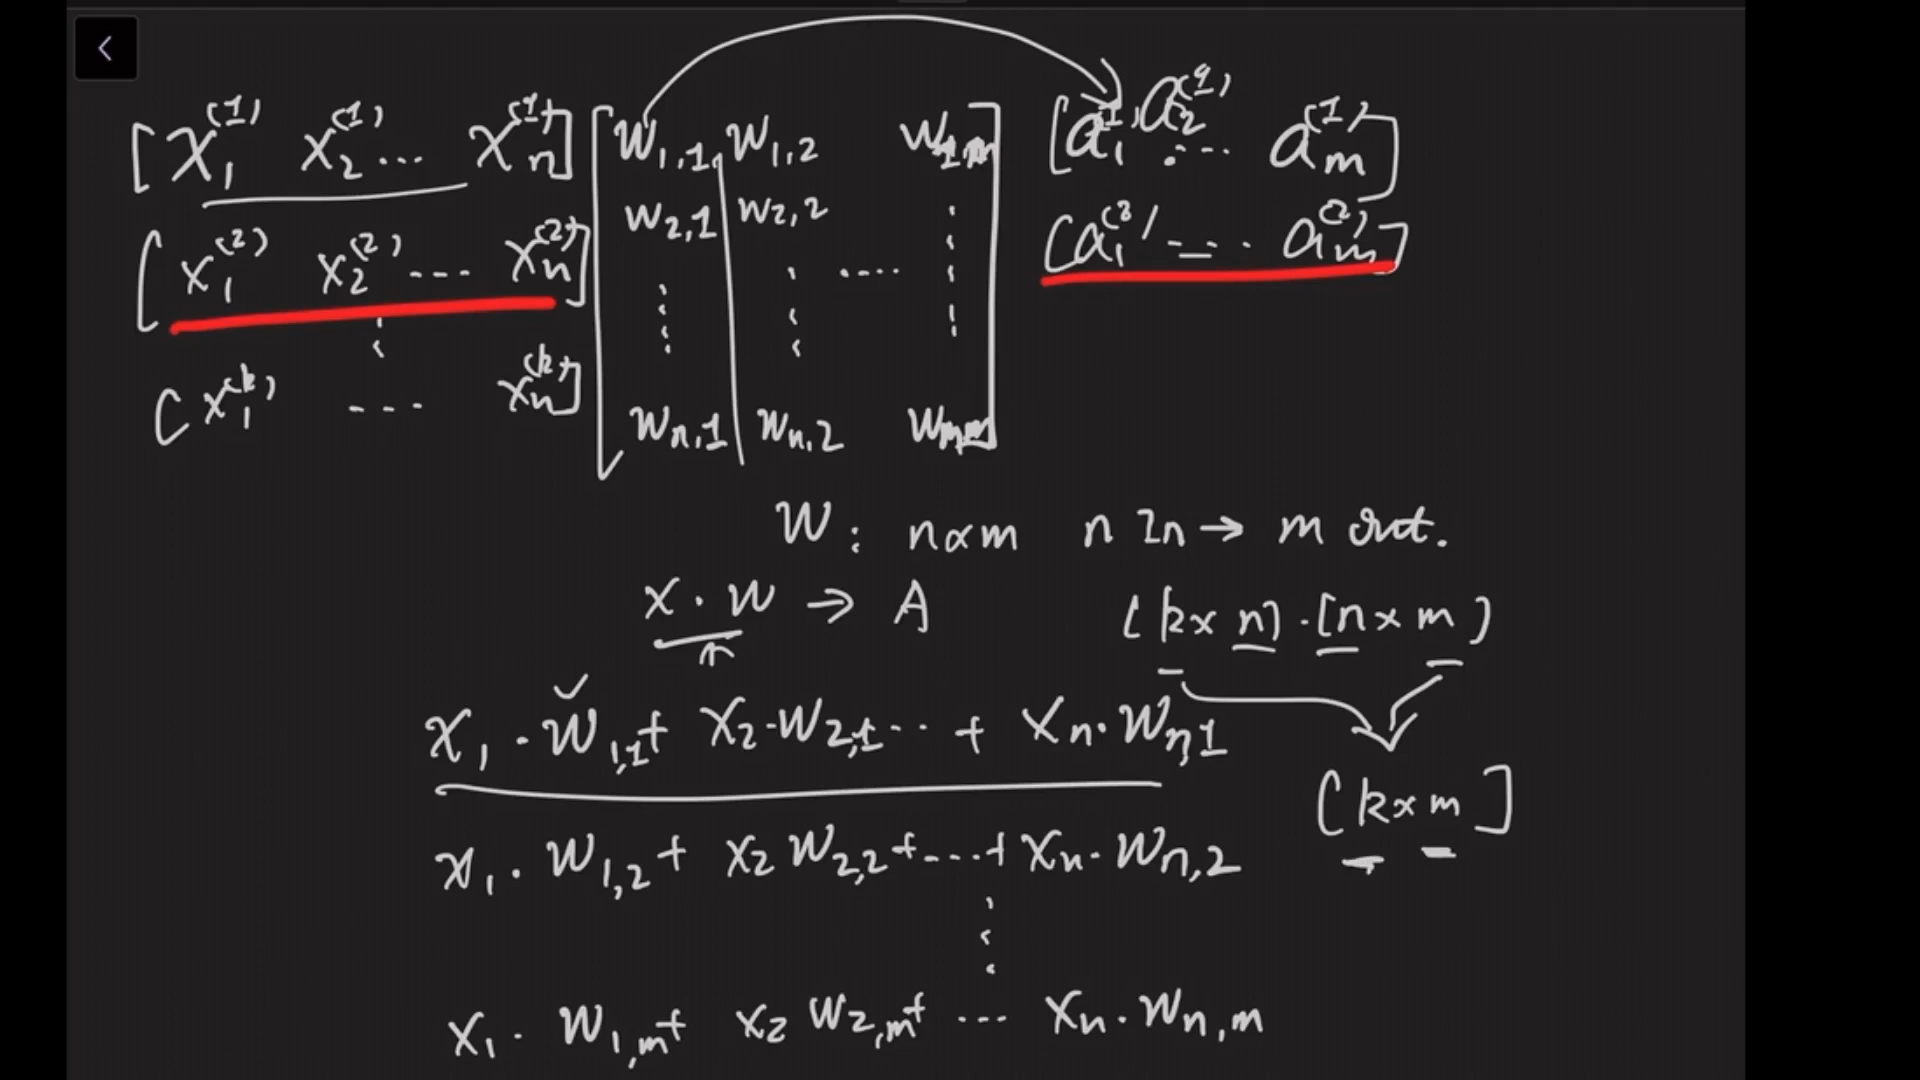 [x₁⁽¹⁾ x₂⁽¹⁾ ... xₙ⁽¹⁾] [W₁,₁ W₁,₂ W₁,ₘ] [a₁⁽¹⁾ a₂⁽¹⁾ ... aₘ⁽¹⁾]
[x₁⁽²⁾ x₂⁽²⁾ .... xₙ⁽²⁾] W₂,₁ W₂,₂ [a₁⁽²⁾ ... aₘ⁽²⁾]
[x₁⁽ᵏ⁾ ... xₙ⁽ᵏ⁾] Wₙ,₁ Wₙ,₂ Wₙ,ₘ
W : n×m n In → m out.
X · W → A (k × n) · [n × m)
x₁ · W₁,₁ + x₂ · W₂,₁ ... + xₙ · Wₙ,₁
[k × m]
x₁ · W₁,₂ + x₂ W₂,₂ + ... + xₙ · Wₙ,₂
x₁ · W₁,ₘ + x₂ W₂,ₘ + ... xₙ · Wₙ,ₘ